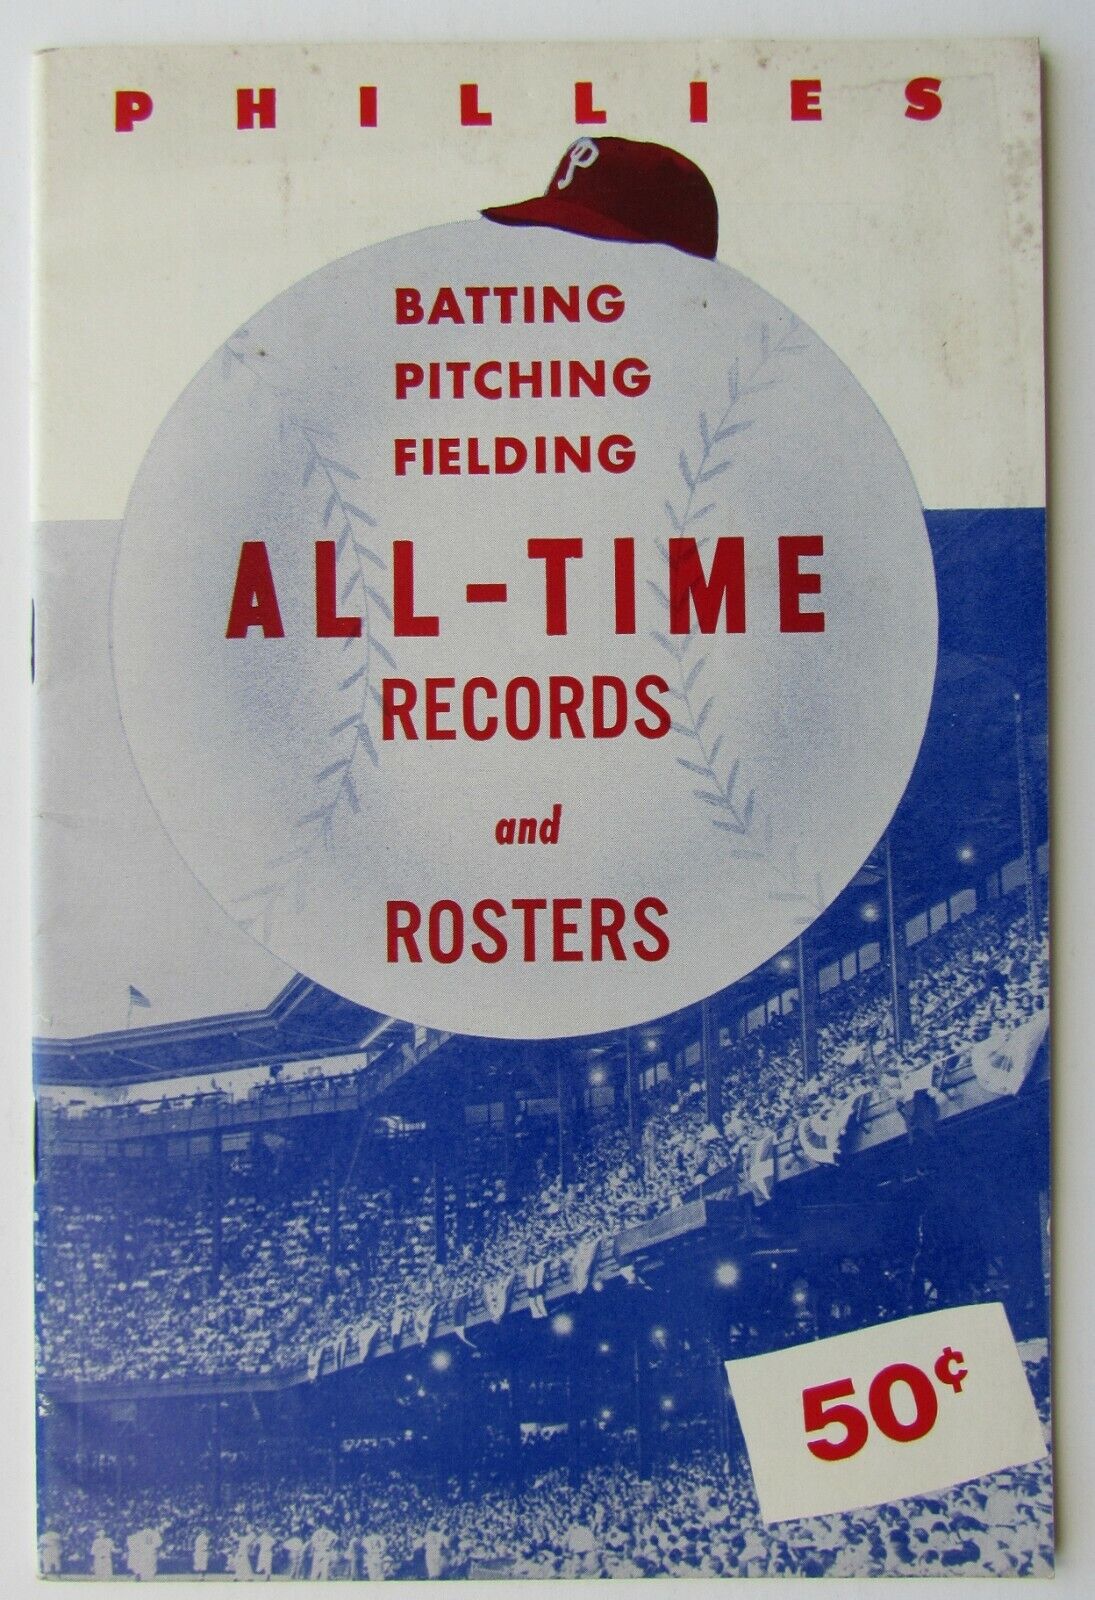 PHILLIES
P
BATTING
PITCHING
FIELDING
ALL-TIME
RECORDS
and
ROSTERS
50¢